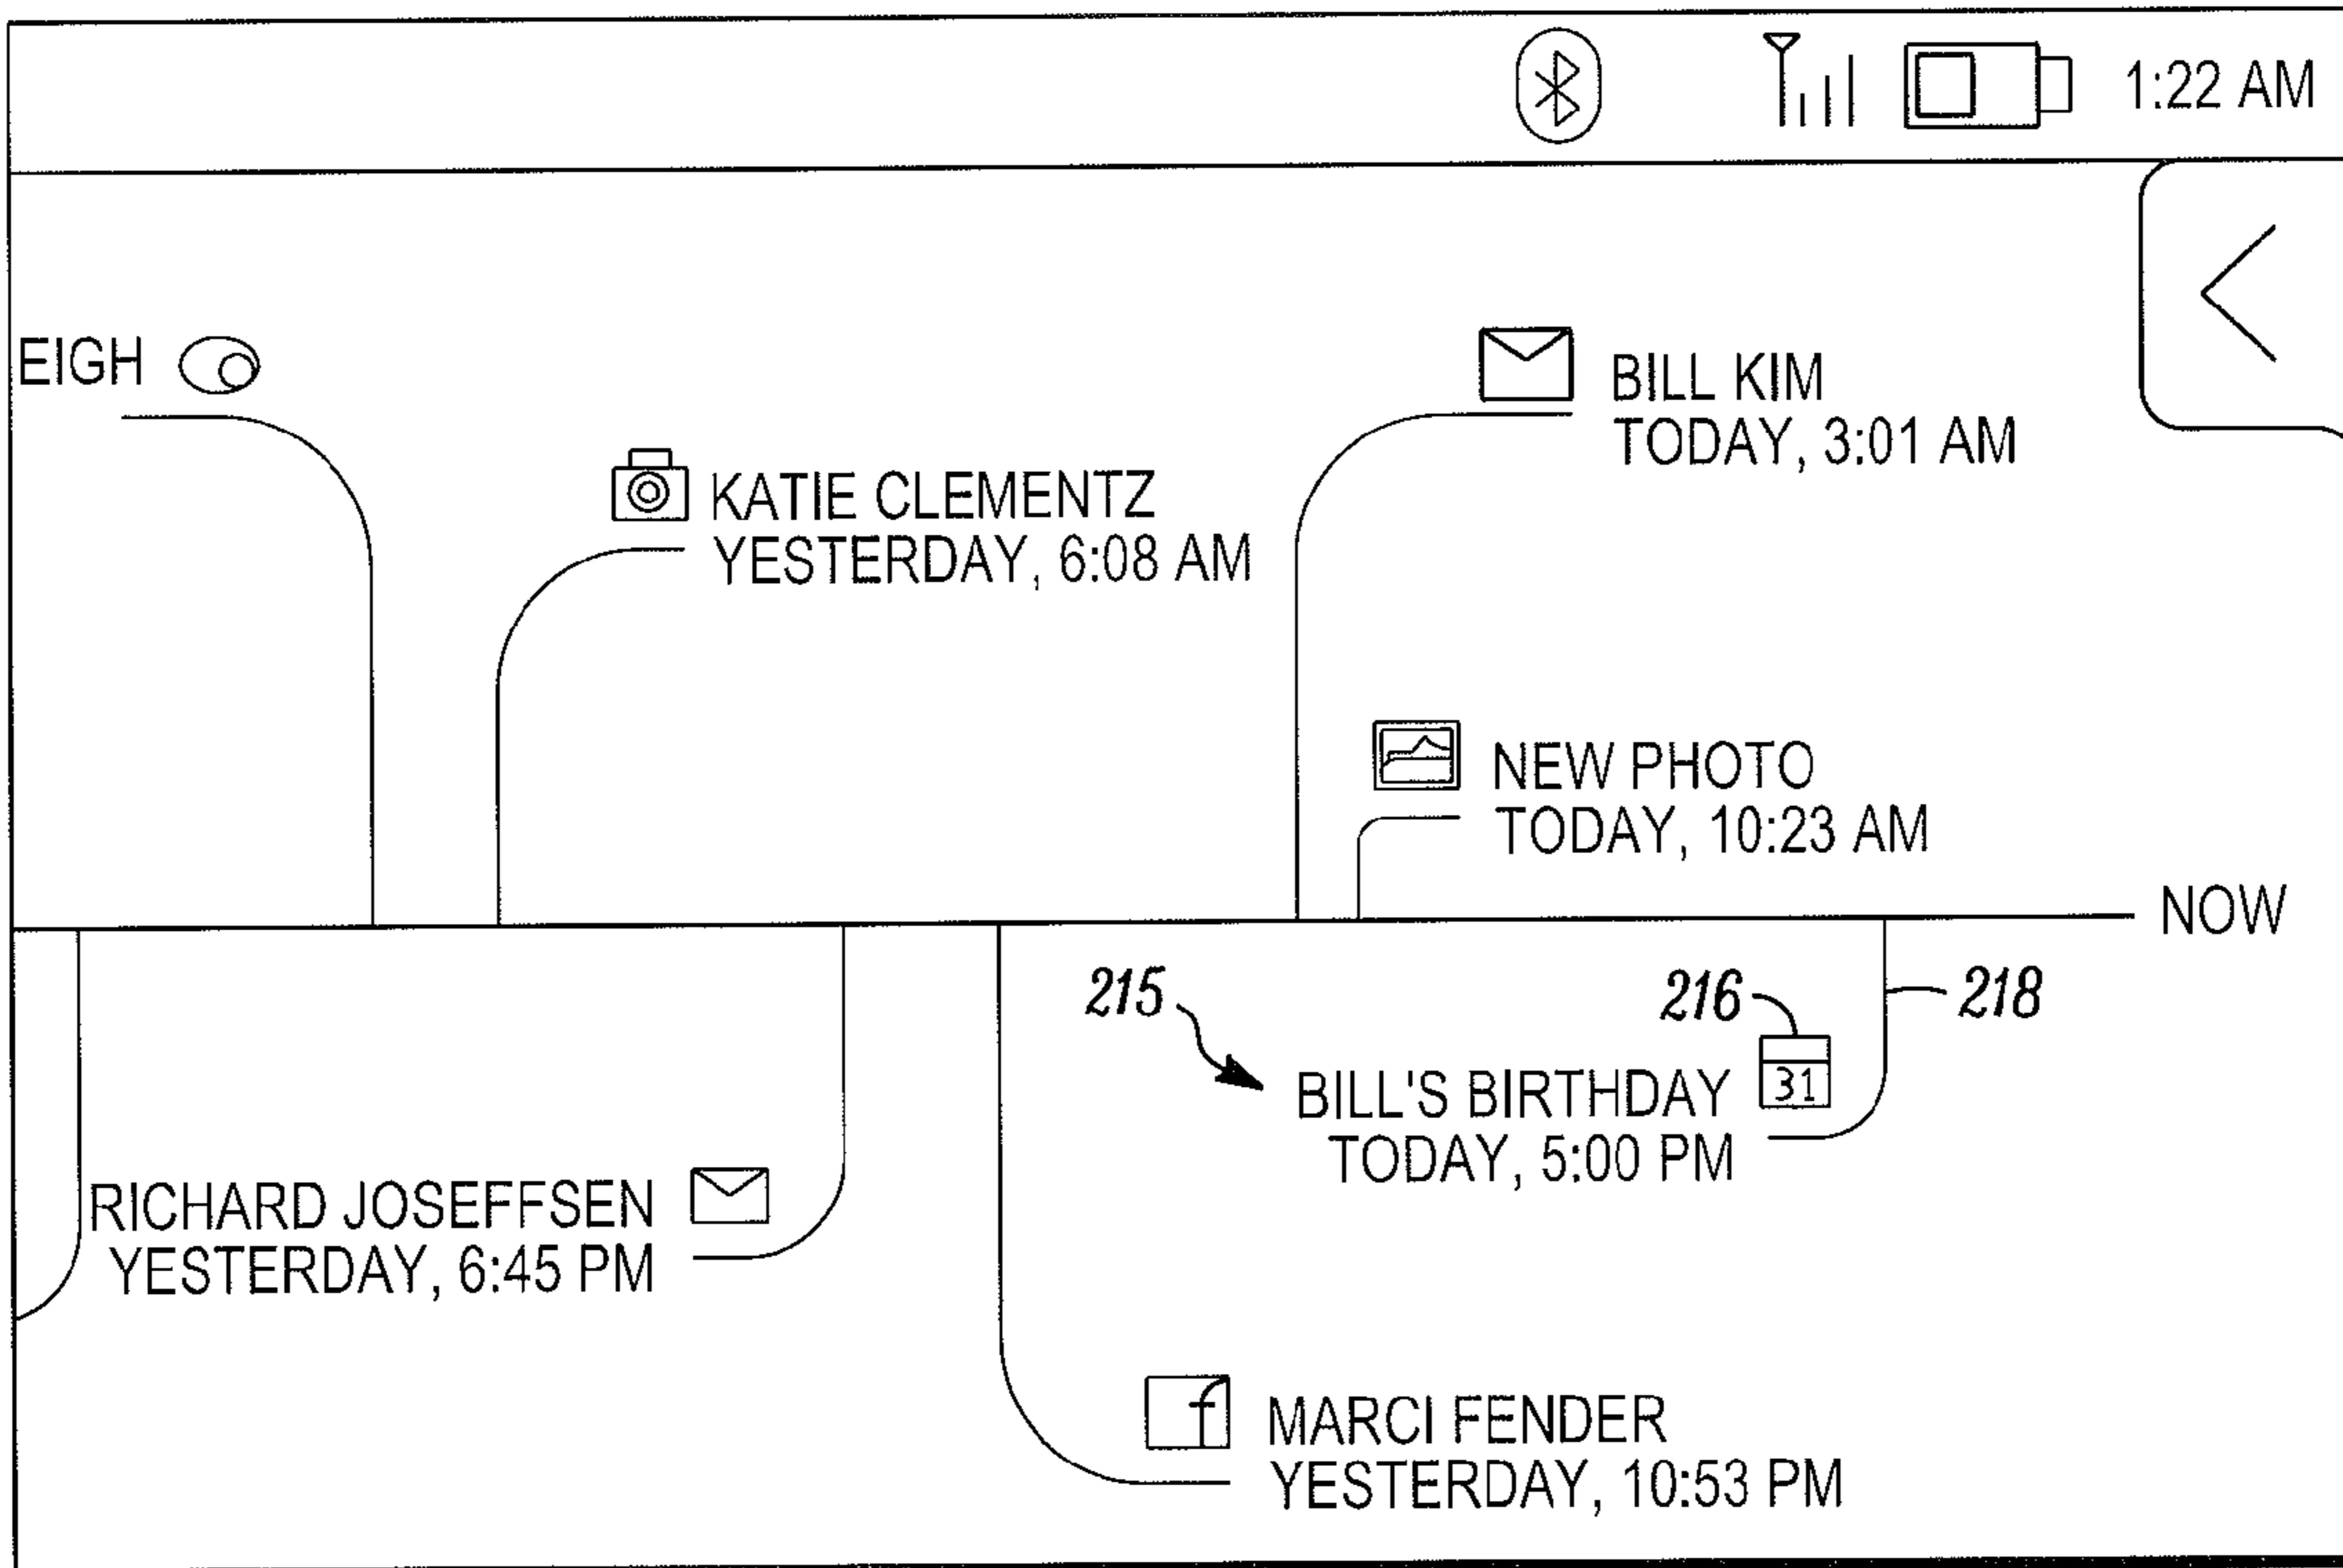 1:22 AM
EIGH
BILL KIM
TODAY, 3:01 AM
KATIE CLEMENTZ
YESTERDAY, 6:08 AM
NEW PHOTO
TODAY, 10:23 AM
NOW
215
216
218
31
BILL'S BIRTHDAY
TODAY, 5:00 PM
RICHARD JOSEFFSEN
YESTERDAY, 6:45 PM
f
MARCI FENDER
YESTERDAY, 10:53 PM